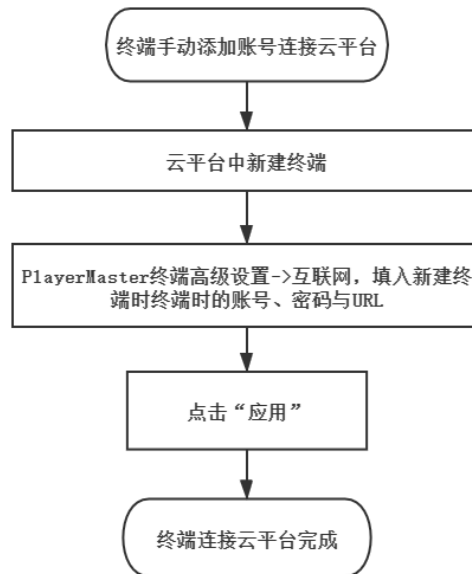 终端手动添加账号连接云平台
云平台中新建终端
PlayerMaster终端高级设置->互联网，填入新建终
端时终端时的账号、密码与URL
点击“应用”
终端连接云平台完成